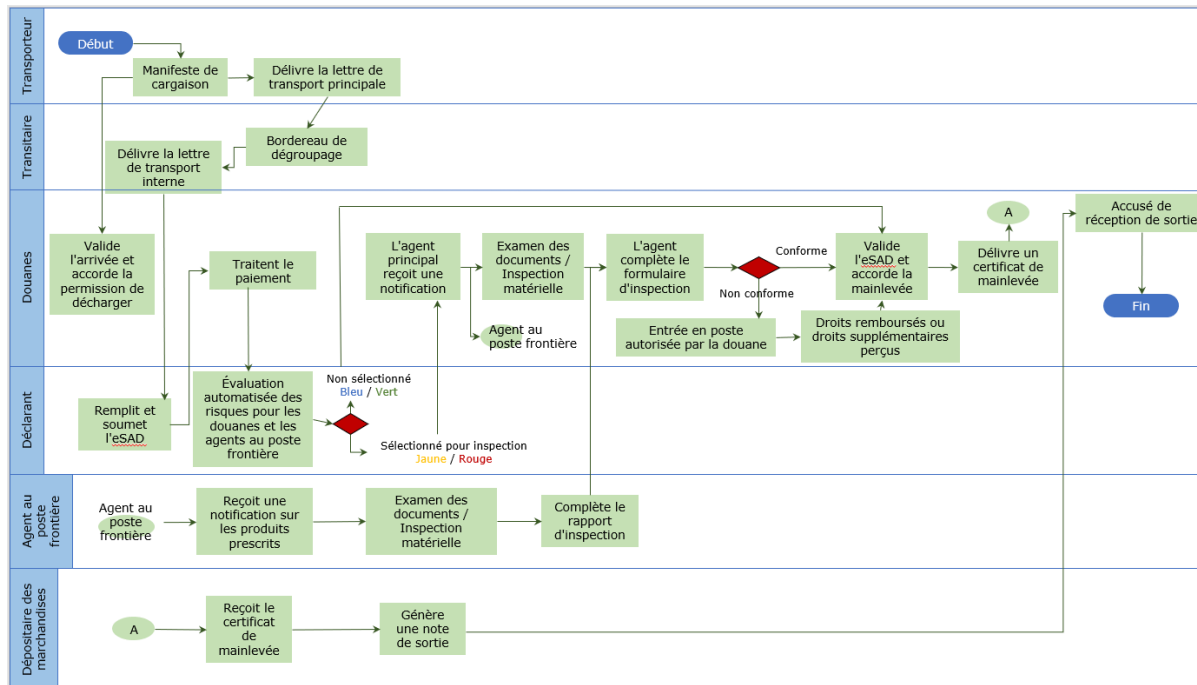 Transporteur
Début
Manifeste de
cargaison
Délivre la lettre de
transport principale
Transitaire
Bordereau de
dégroupage
Délivre la lettre
de transport
interne
Douanes
Valide
l'arrivée et
accorde la
permission de
décharger
Traitent le
paiement
L'agent
principal
reçoit une
notification
Examen des
documents /
Inspection
matérielle
L'agent
complète le
formulaire
d'inspection
Conforme
Non conforme
Valide
l'eSAD et
accorde la
mainlevée
A
Délivre un
certificat de
mainlevée
Accusé de
réception de sortie
Fin
Agent au
poste frontière
Entrée en poste
autorisée par la douane
Droits remboursés ou
droits supplémentaires
perçus
Déclarant
Remplit et
soumet
l'eSAD
Évaluation
automatisée des
risques pour les
douanes et les
agents au poste
frontière
Non sélectionné
Bleu / Vert
Sélectionné pour inspection
Jaune / Rouge
Agent au
poste
frontière
Agent au
poste
frontière
Reçoit une
notification sur
les produits
prescrits
Examen des
documents /
Inspection
matérielle
Complète le
rapport
d'inspection
Dépositaire des
marchandises
A
Reçoit le
certificat
de
mainlevée
Génère
une note
de sortie